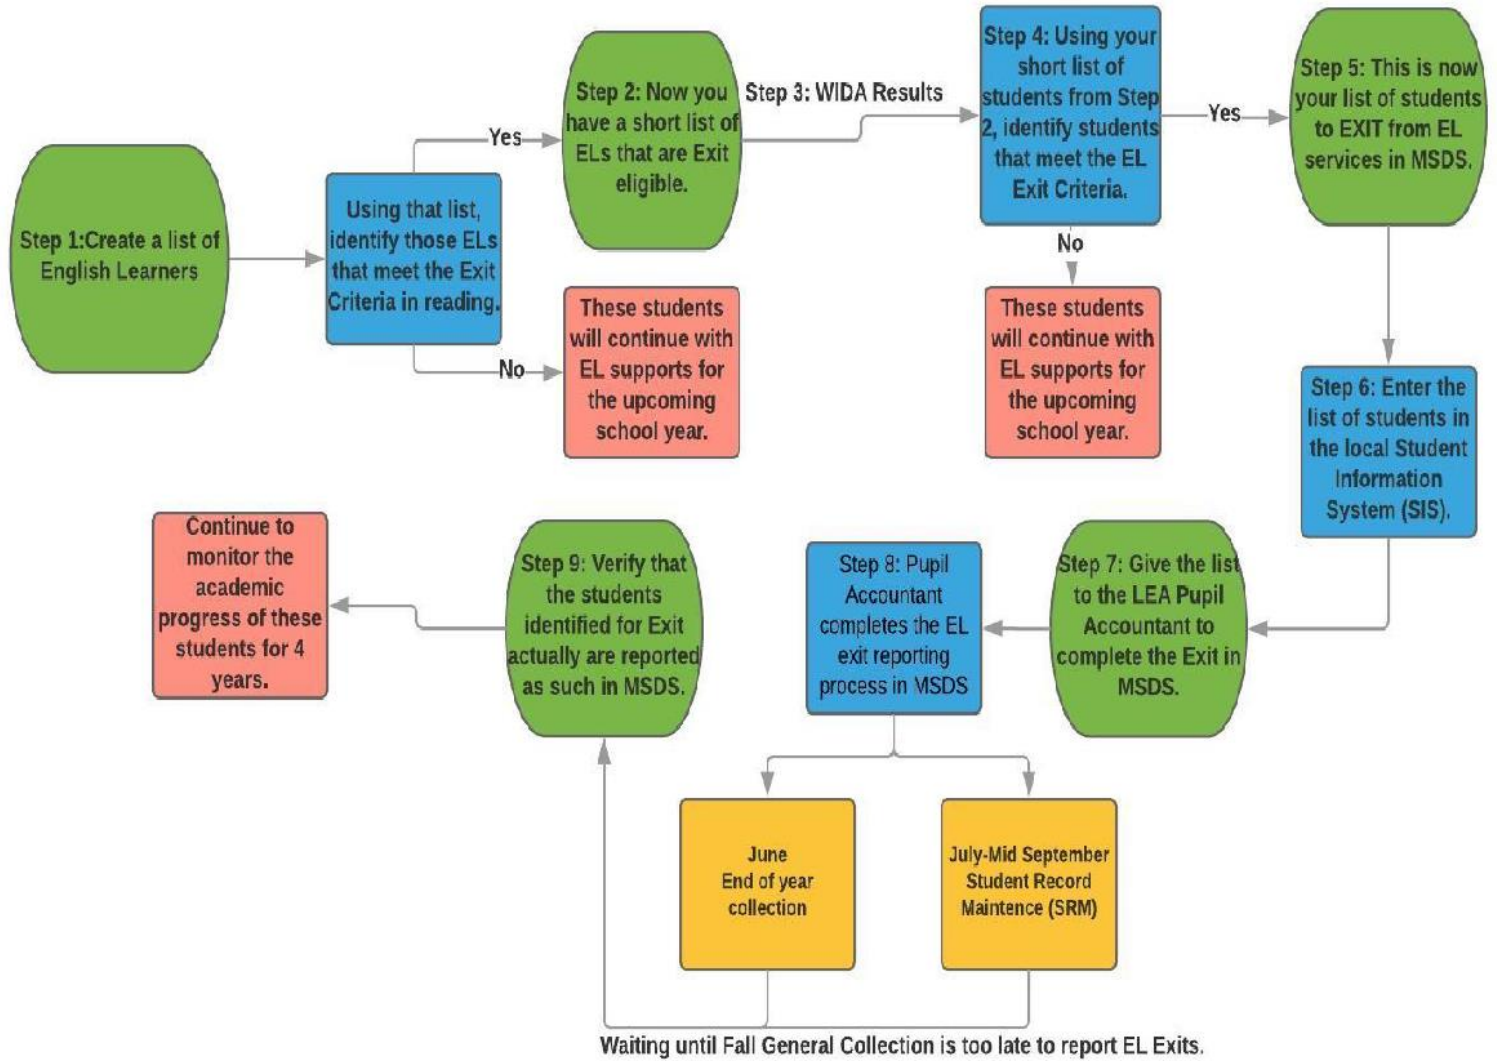 Step 1:Create a list of
English Learners
Using that list,
identify those ELs
that meet the Exit
Criteria in reading.
Yes
No
Step 2: Now you
have a short list of
ELs that are Exit
eligible.
These students
will continue with
EL supports for
the upcoming
school year.
Step 3: WIDA Results
Step 4: Using your
short list of
students from Step
2, identify students
that meet the EL
Exit Criteria.
No
These students
will continue with
EL supports for
the upcoming
school year.
Yes
Step 5: This is now
your list of students
to EXIT from EL
services in MSDS.
Step 6: Enter the
list of students in
the local Student
Information
System (SIS).
Step 7: Give the list
to the LEA Pupil
Accountant to
complete the Exit in
MSDS.
Step 8: Pupil
Accountant
completes the EL
exit reporting
process in MSDS
June
End of year
collection
July-Mid September
Student Record
Maintence (SRM)
Waiting until Fall General Collection is too late to report EL Exits.
Step 9: Verify that
the students
identified for Exit
actually are reported
as such in MSDS.
Continue to
monitor the
academic
progress of these
students for 4
years.